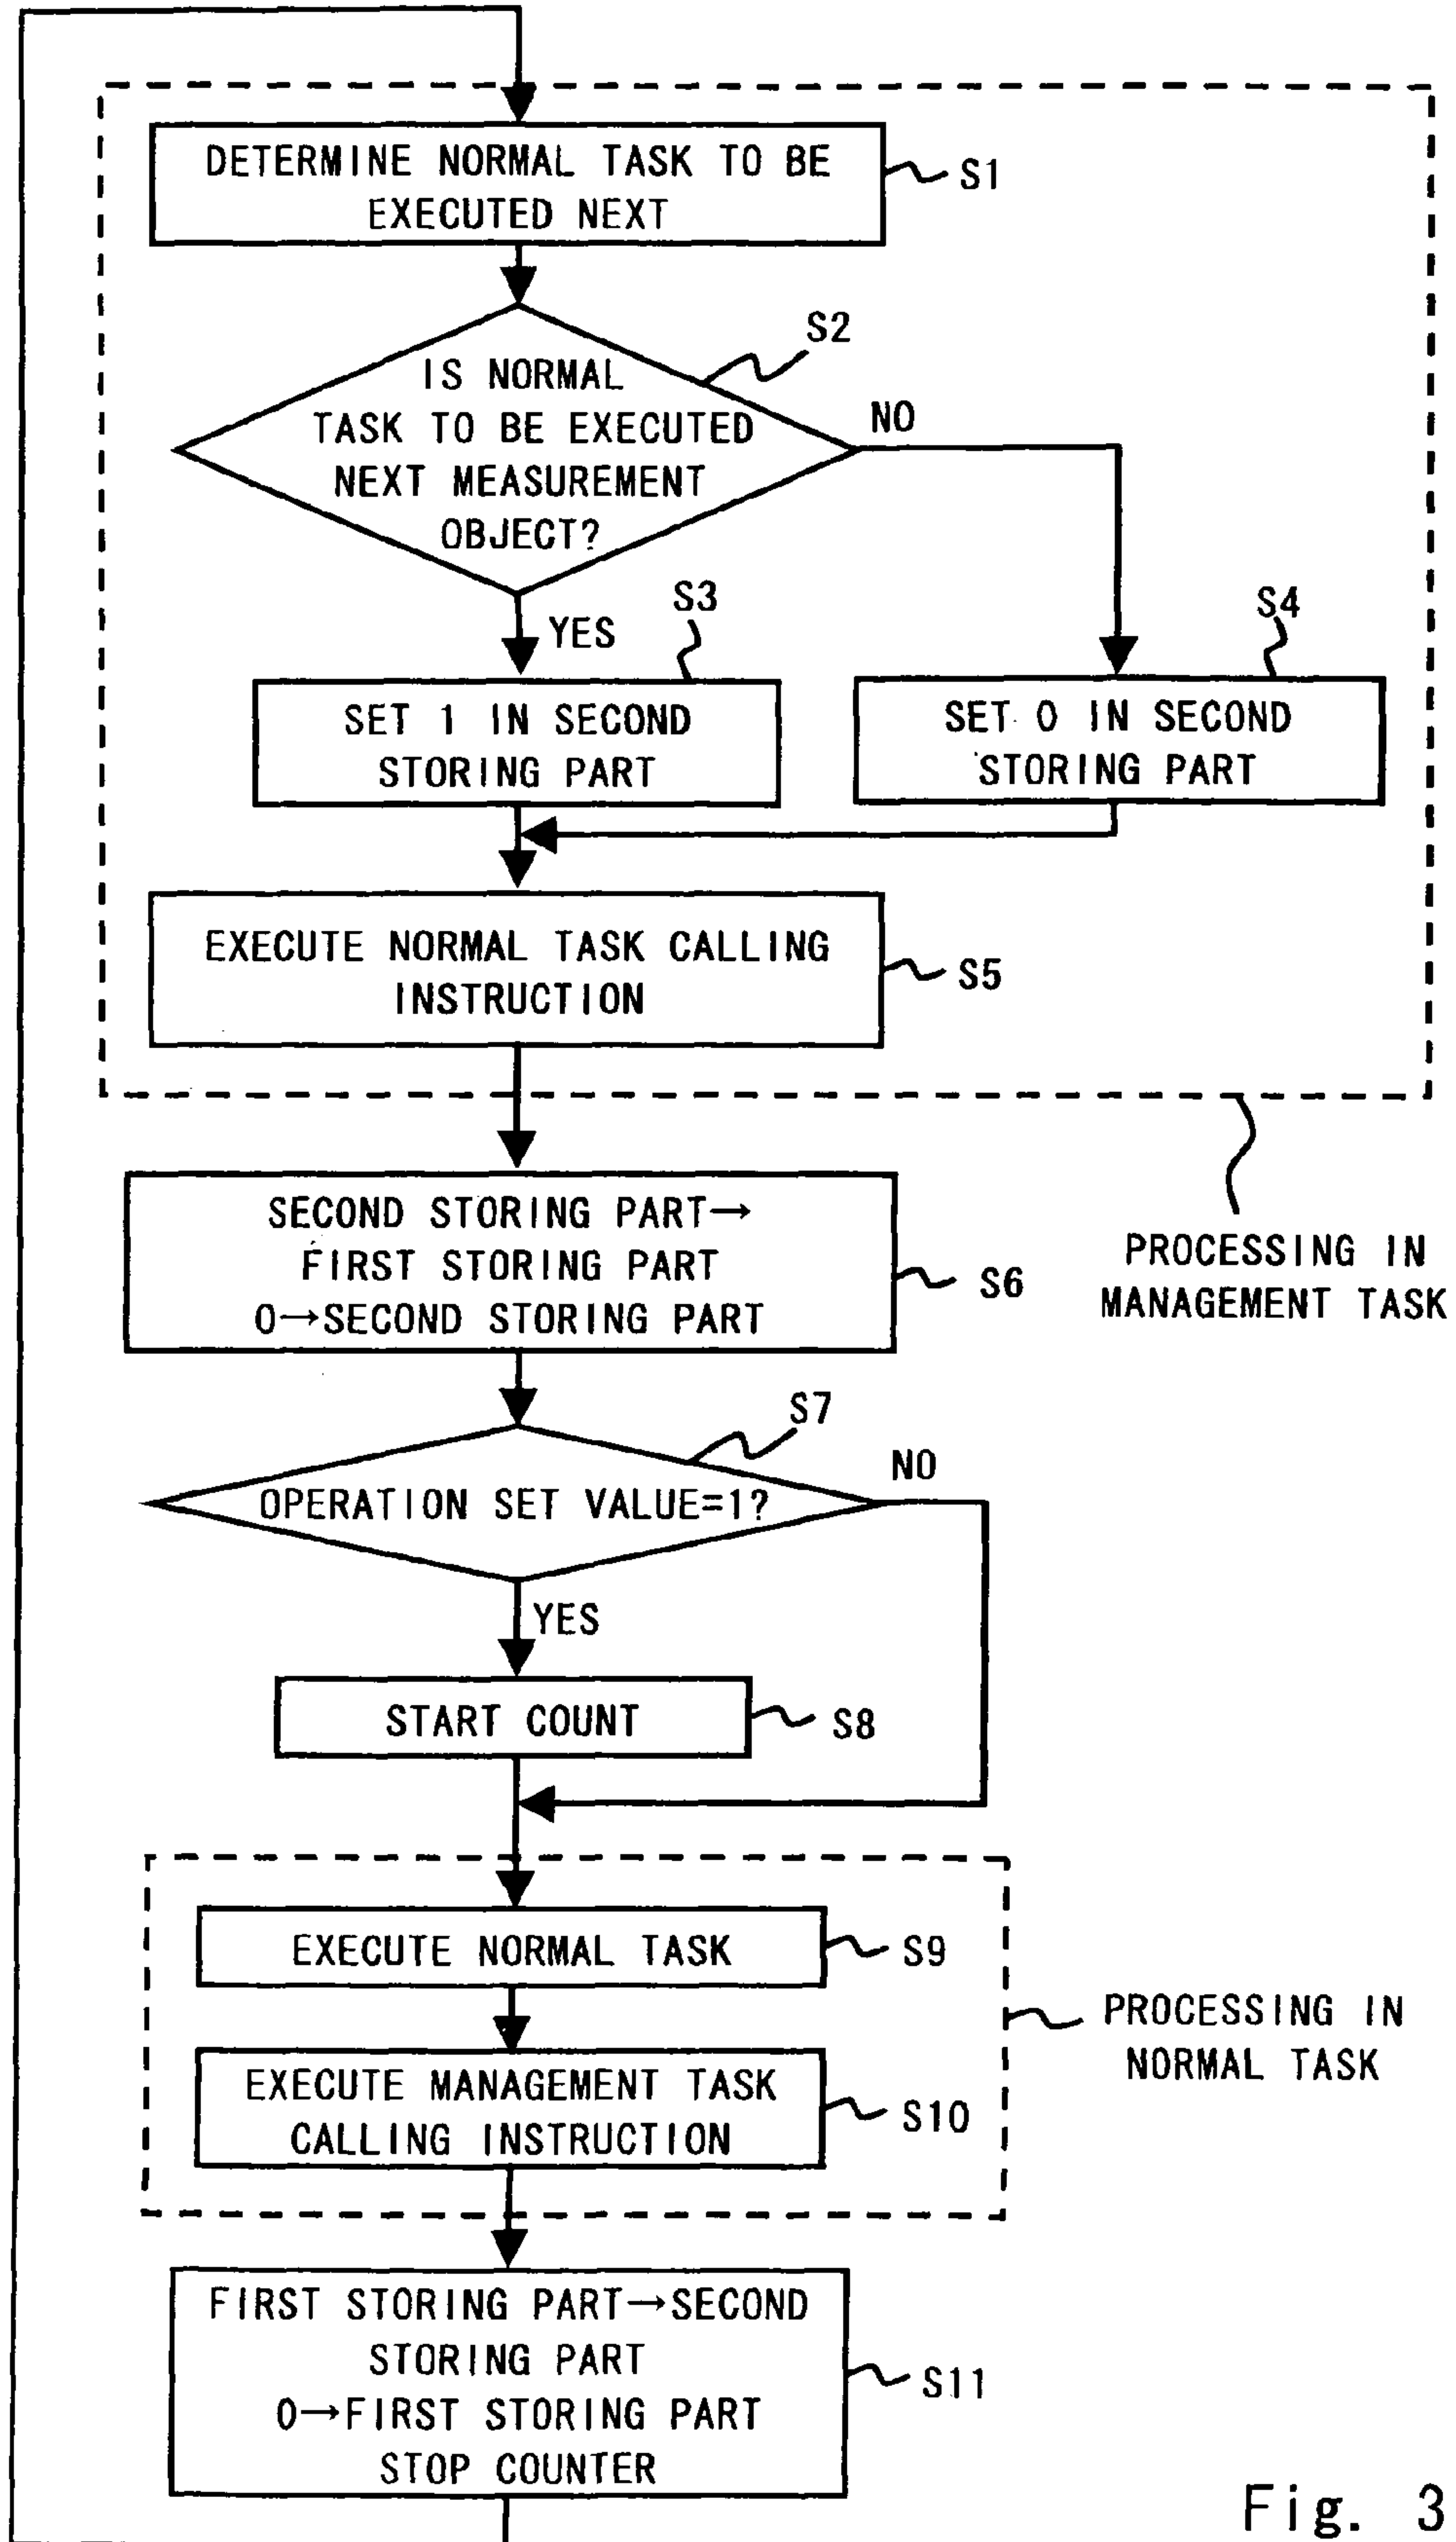 DETERMINE NORMAL TASK TO BE
EXECUTED NEXT
S1
S2
IS NORMAL
TASK TO BE EXECUTED
NEXT MEASUREMENT
OBJECT?
NO
YES
S3
S4
SET 1 IN SECOND
STORING PART
SET 0 IN SECOND
STORING PART
EXECUTE NORMAL TASK CALLING
INSTRUCTION
S5
SECOND STORING PART→
FIRST STORING PART
0→SECOND STORING PART
S6
PROCESSING IN
MANAGEMENT TASK
S7
OPERATION SET VALUE=1?
NO
YES
START COUNT
S8
EXECUTE NORMAL TASK
S9
EXECUTE MANAGEMENT TASK
CALLING INSTRUCTION
S10
PROCESSING IN
NORMAL TASK
FIRST STORING PART→SECOND
STORING PART
0→FIRST STORING PART
STOP COUNTER
S11
Fig. 3